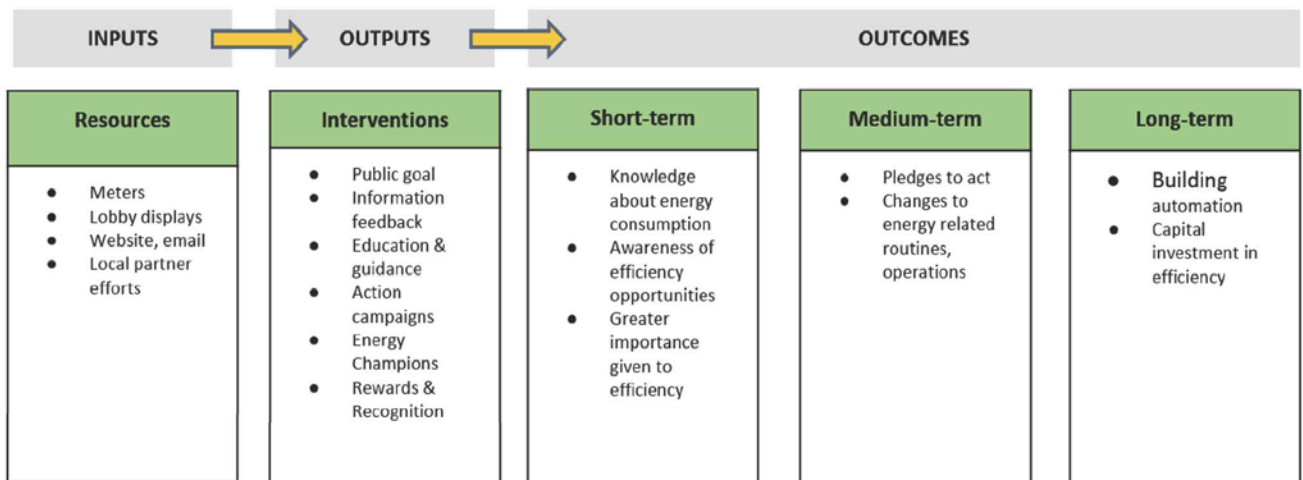 INPUTS
OUTPUTS
OUTCOMES
Resources
● Meters
● Lobby displays
● Website, email
● Local partner
efforts
Interventions
● Public goal
● Information
feedback
● Education &
guidance
● Action
campaigns
● Energy
Champions
● Rewards &
Recognition
Short-term
● Knowledge
about energy
consumption
● Awareness of
efficiency
opportunities
● Greater
importance
given to
efficiency
Medium-term
● Pledges to act
● Changes to
energy related
routines,
operations
Long-term
● Building
automation
● Capital
investment in
efficiency